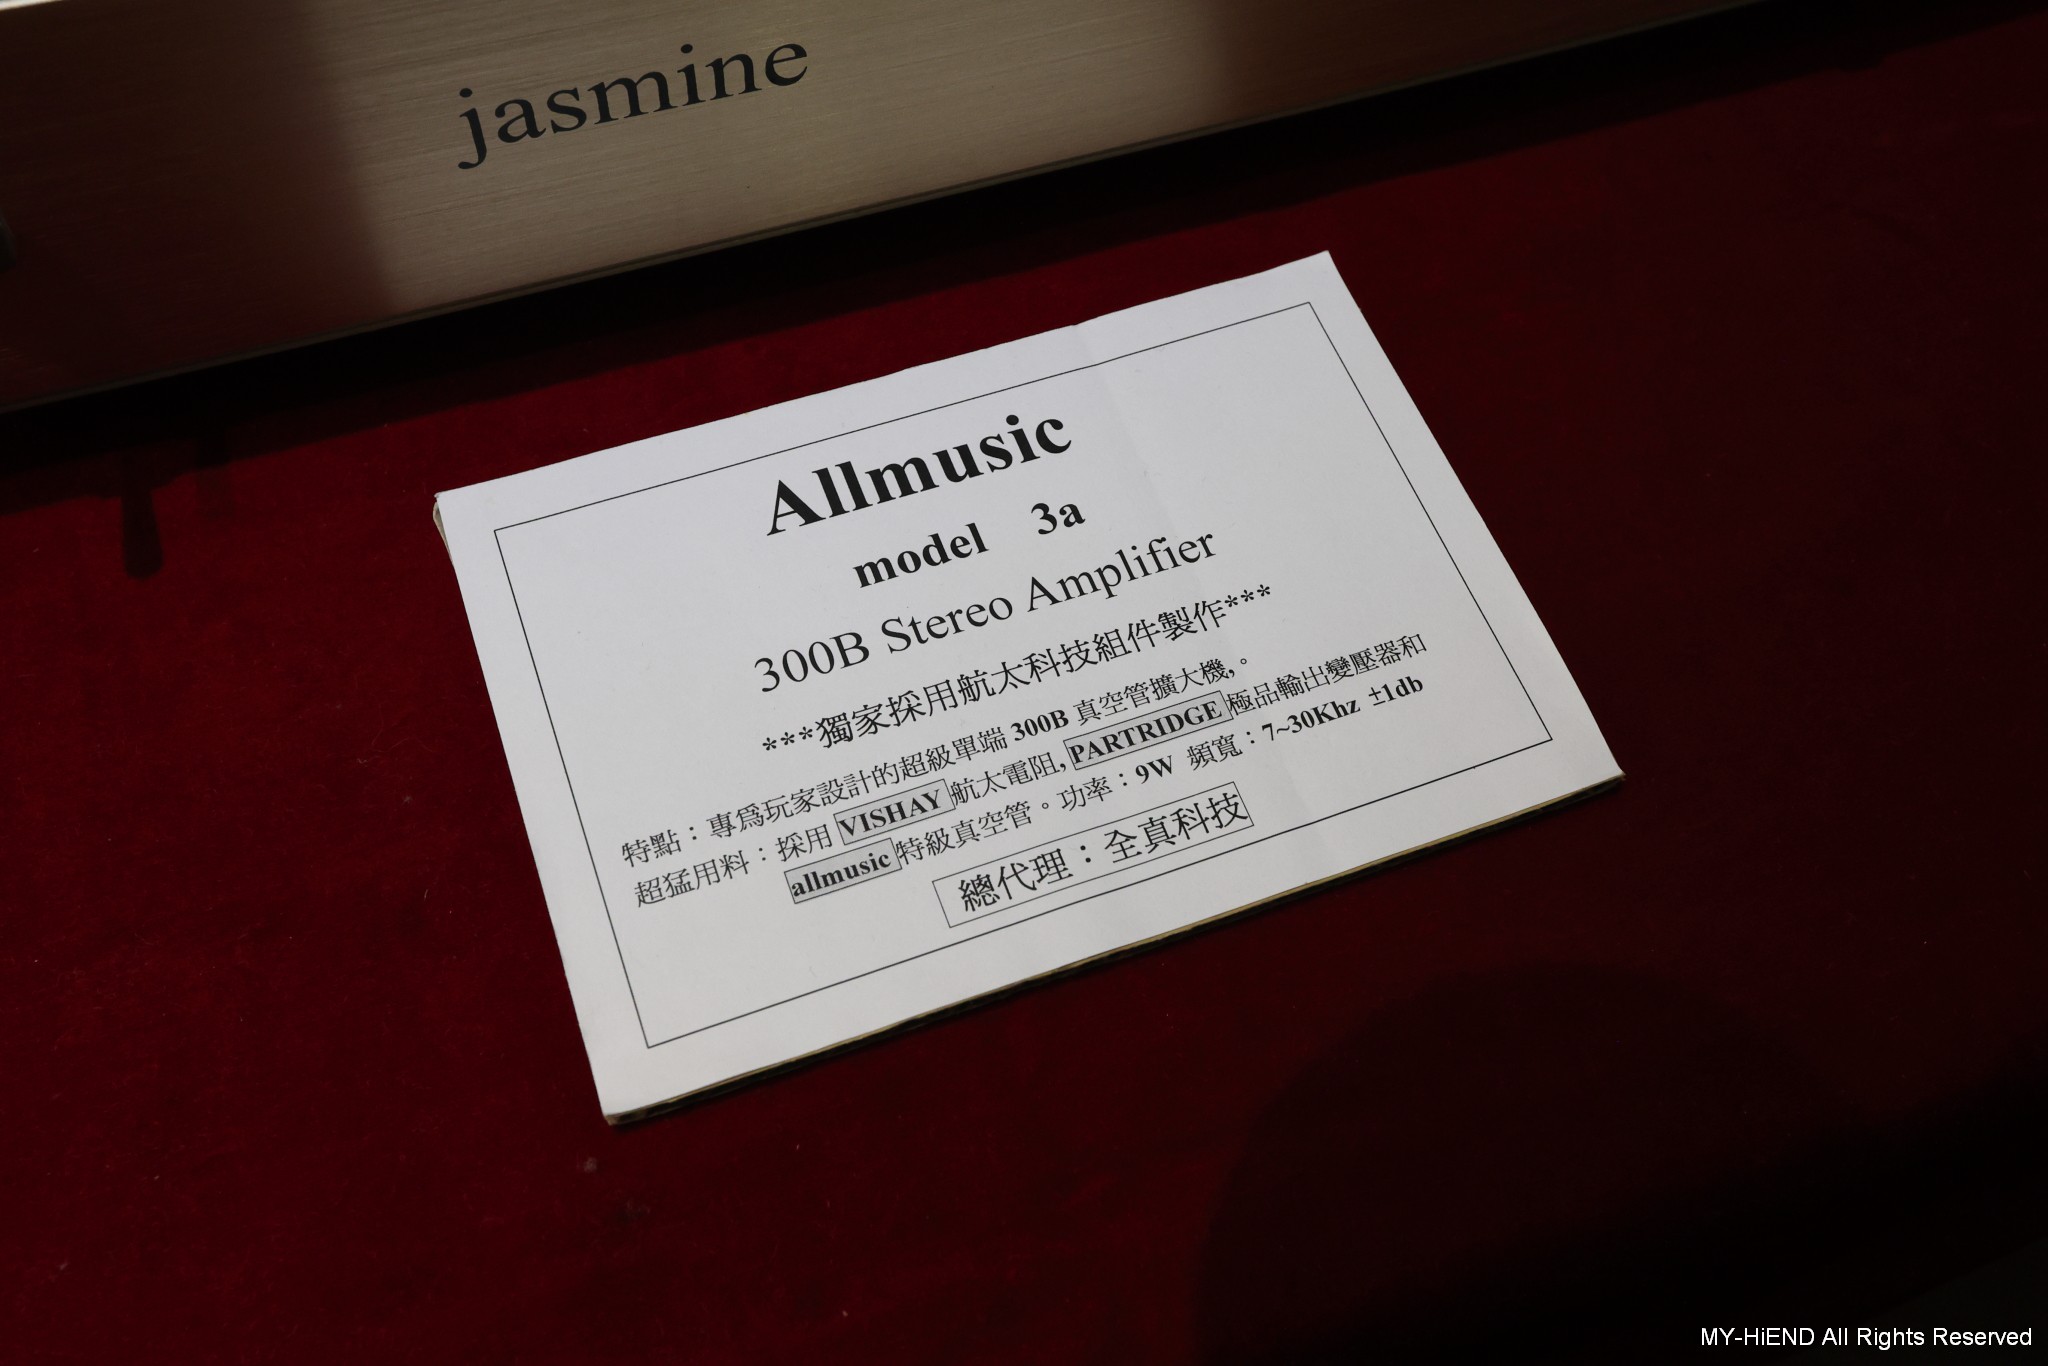 jasmine
Allmusic
model 3a
300B Stereo Amplifier
***獨家採用航太科技組件製作***
特點：專爲玩家設計的超級單端 300B 真空管擴大機,。
超猛用料：採用 VISHAY 航太電阻, PARTRIDGE 極品輸出變壓器和
allmusic 特級真空管。功率：9W 頻寬：7~30Khz ±1db
總代理：全真科技
MY-HiEND All Rights Reserved